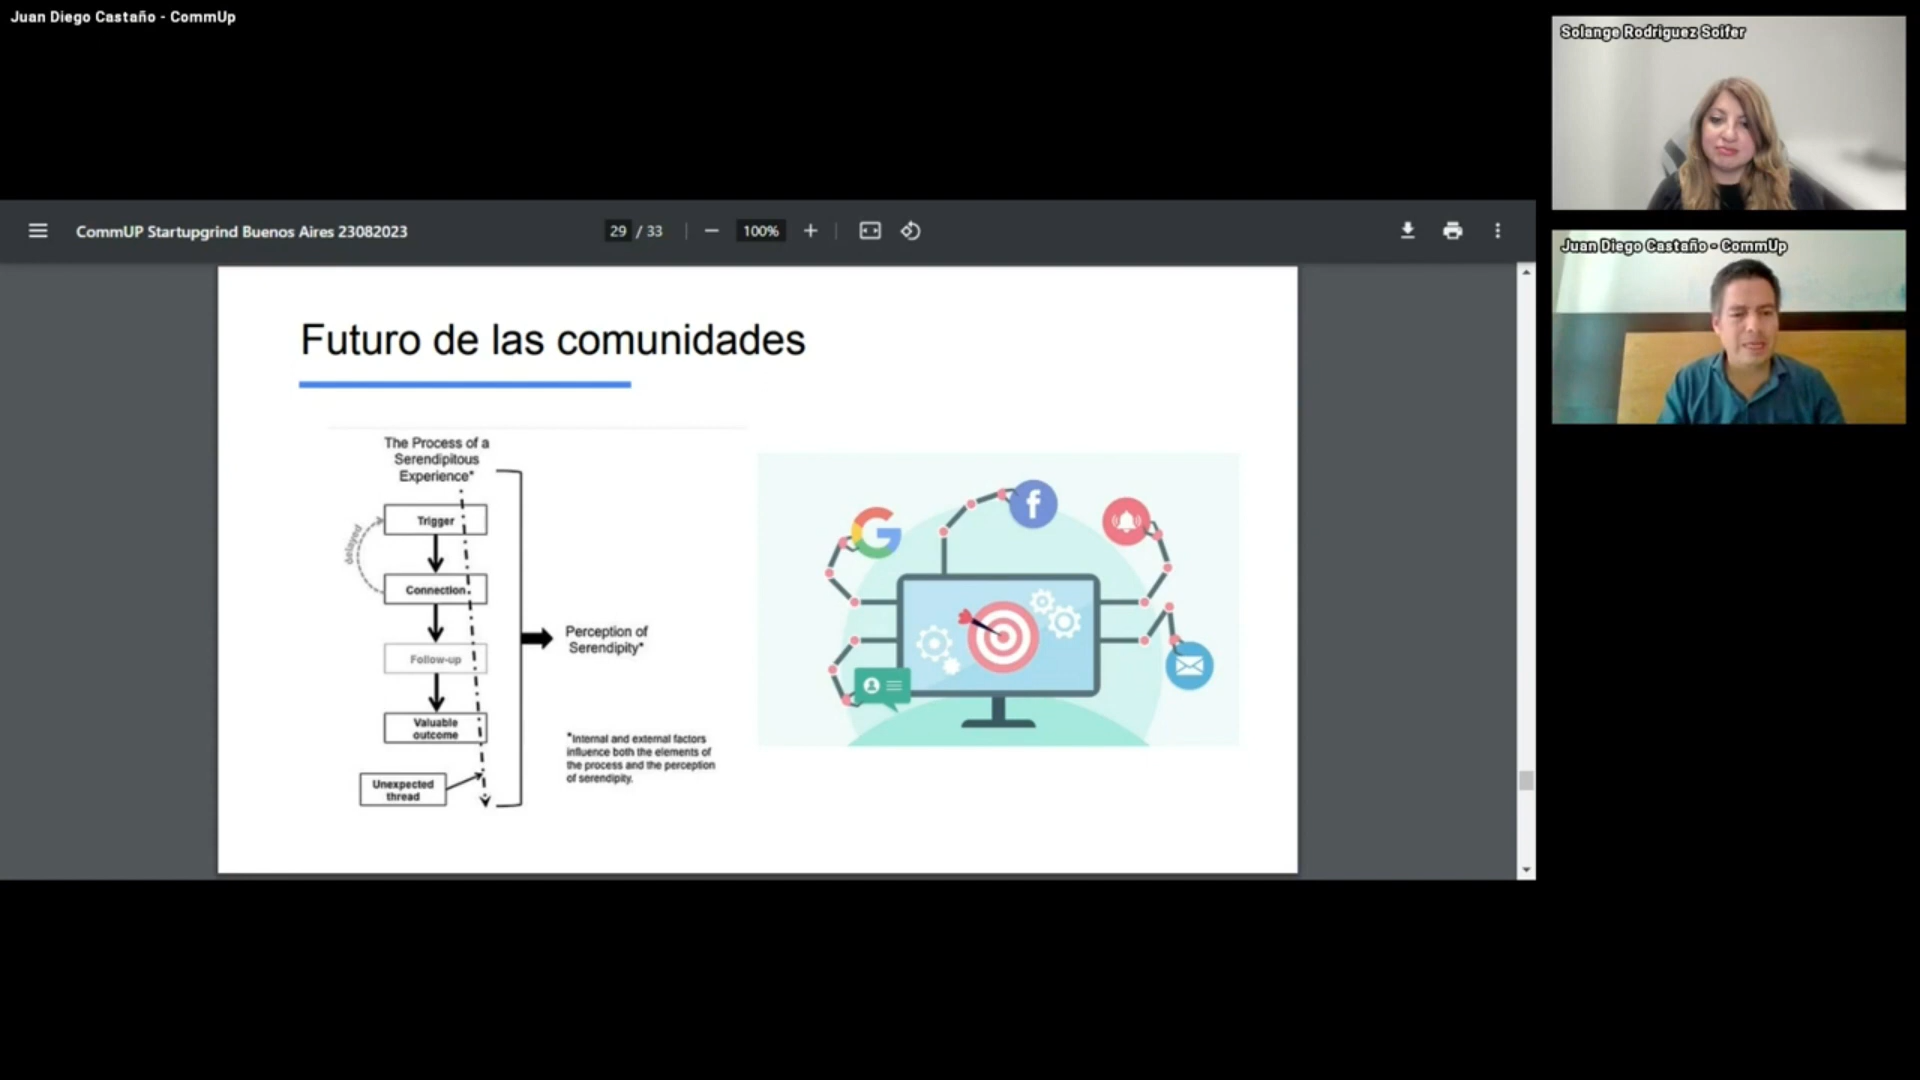 Juan Diego Castaño - CommUp
Solange Rodriguez Soifer
Juan Diego Castaño - CommUp
CommUP Startupgrind Buenos Aires 23082023
29 / 33
100%
Futuro de las comunidades
The Process of a
Serendipitous
Experience*
Trigger
delayed
Connection
Follow-up
Valuable
outcome
Unexpected
thread
Perception of
Serendipity*
*Internal and external factors
influence both the elements of
the process and the perception
of serendipity.